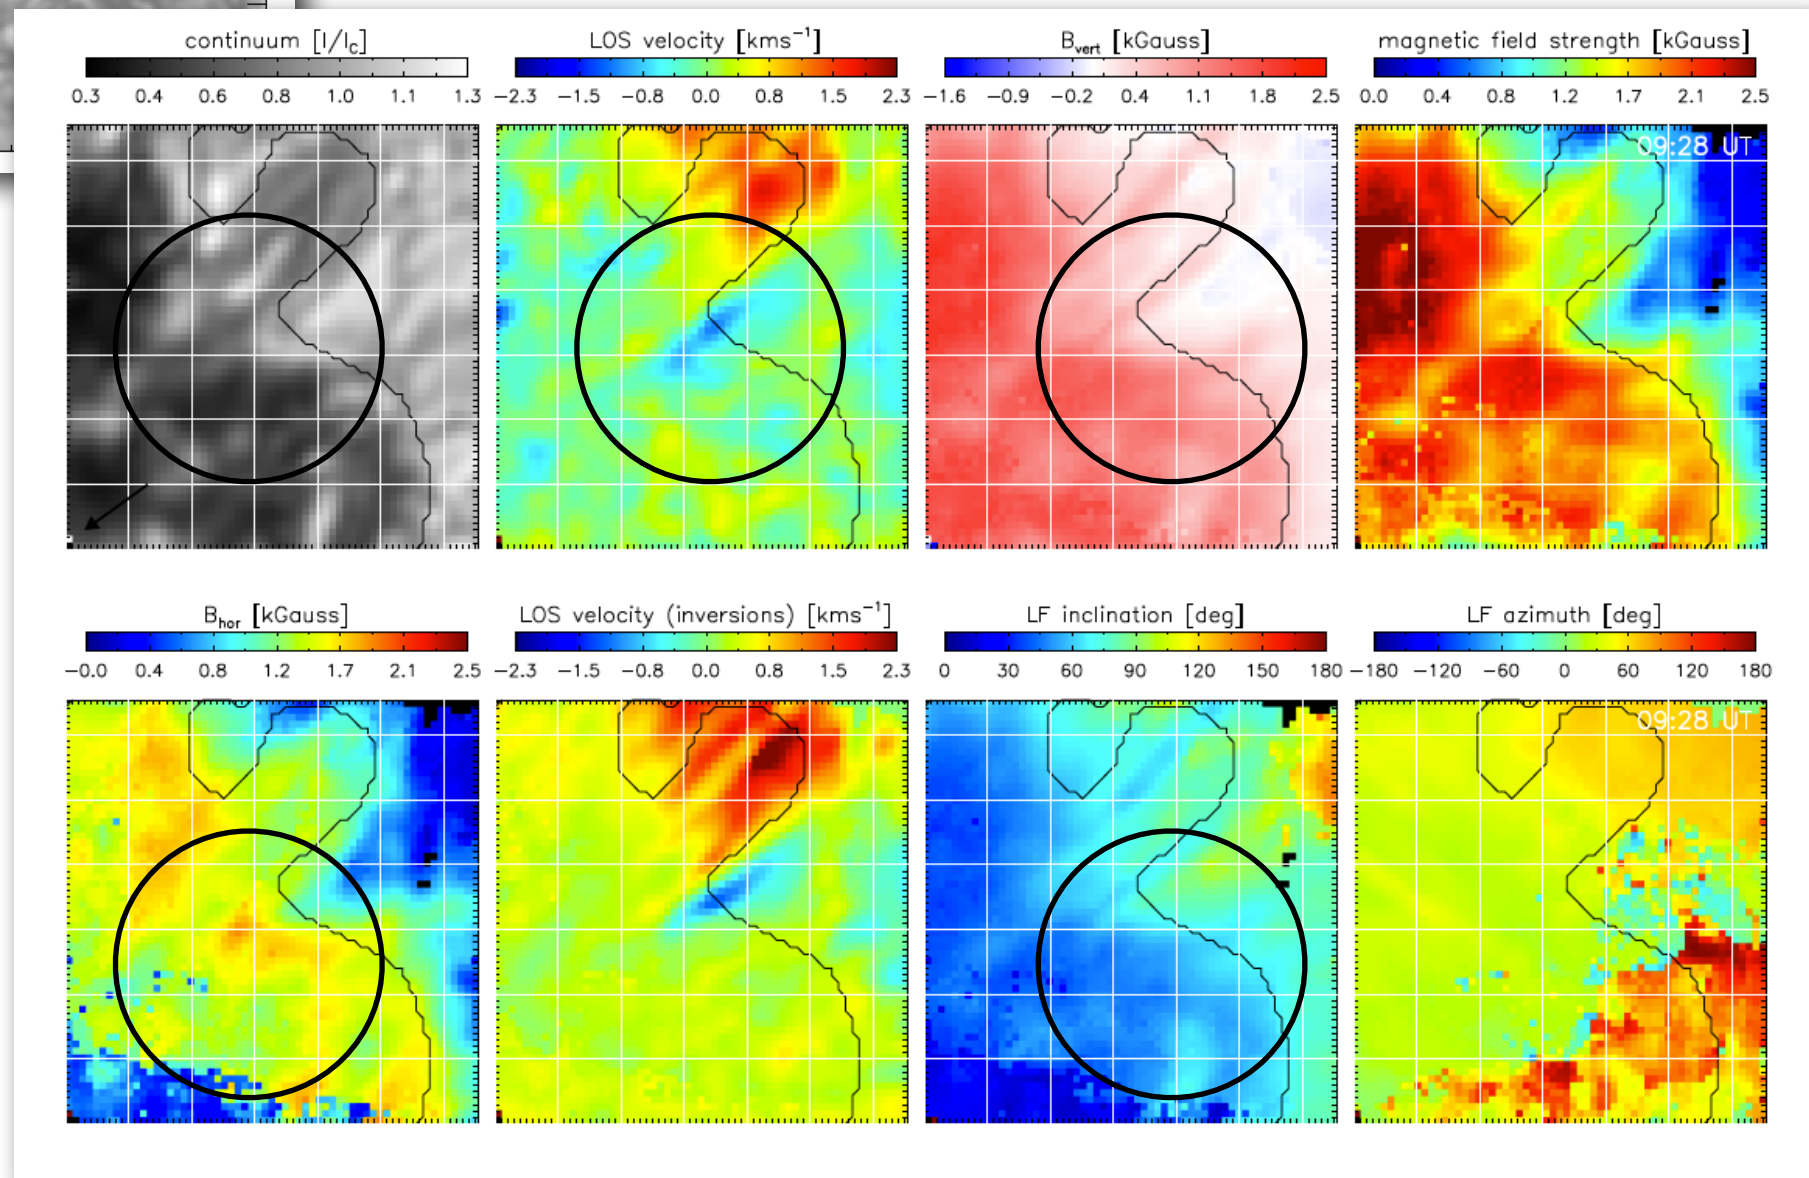 continuum [I/Ic]
LOS velocity [kms⁻¹]
Bvert [kGauss]
magnetic field strength [kGauss]
0.3 0.4 0.6 0.8 1.0 1.1 1.3
−2.3 −1.5 −0.8 0.0 0.8 1.5 2.3
−1.6 −0.9 −0.2 0.4 1.1 1.8 2.5
0.0 0.4 0.8 1.2 1.7 2.1 2.5
09:28 UT
Bhor [kGauss]
LOS velocity (inversions) [kms⁻¹]
LF inclination [deg]
LF azimuth [deg]
−0.0 0.4 0.8 1.2 1.7 2.1 2.5
−2.3 −1.5 −0.8 0.0 0.8 1.5 2.3
0 30 60 90 120 150 180
−180 −120 −60 0 60 120 180
09:28 UT